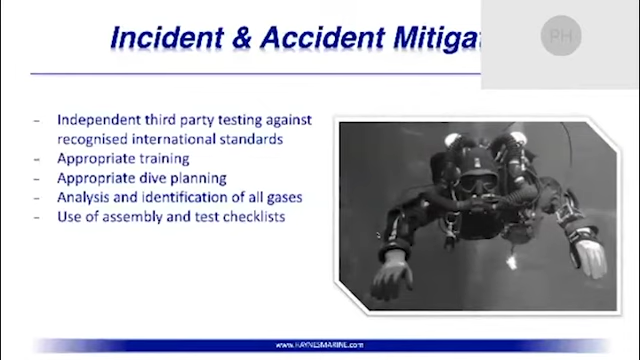 Incident & Accident Mitigat
PH
- Independent third party testing against
recognised international standards
- Appropriate training
- Appropriate dive planning
- Analysis and identification of all gases
- Use of assembly and test checklists
www.HAYNESMARINE.com